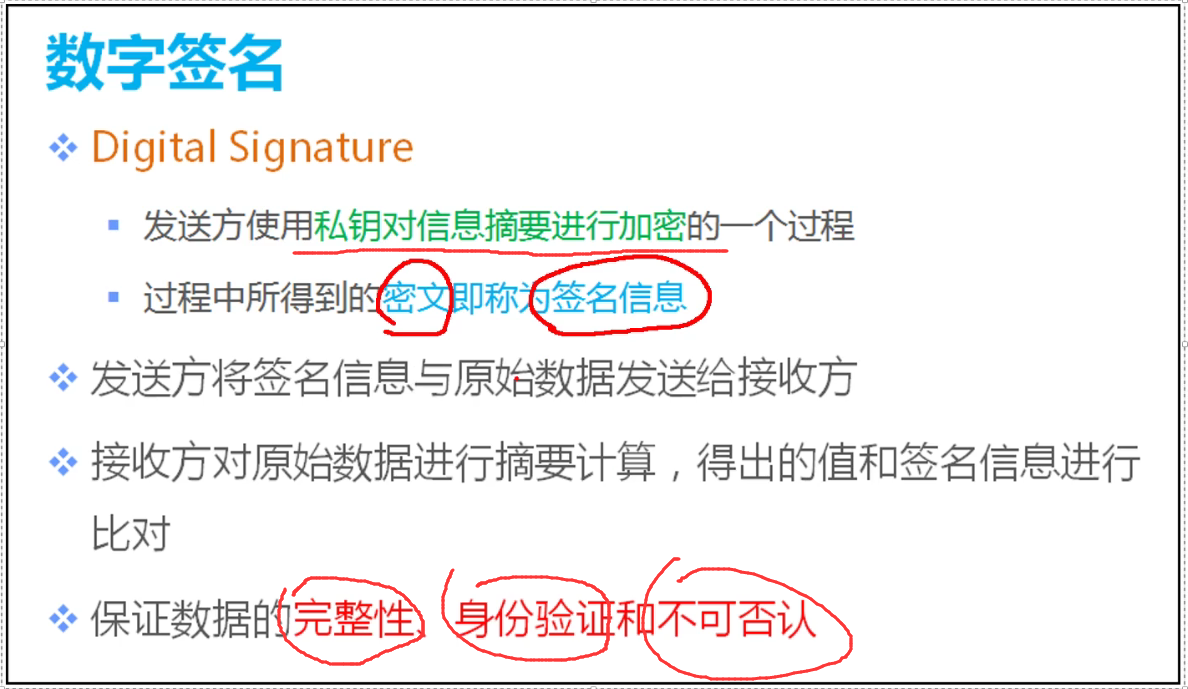 数字签名
Digital Signature
发送方使用私钥对信息摘要进行加密的一个过程
过程中所得到的密文即称为签名信息
发送方将签名信息与原始数据发送给接收方
接收方对原始数据进行摘要计算，得出的值和签名信息进行
比对
保证数据的完整性、身份验证和不可否认